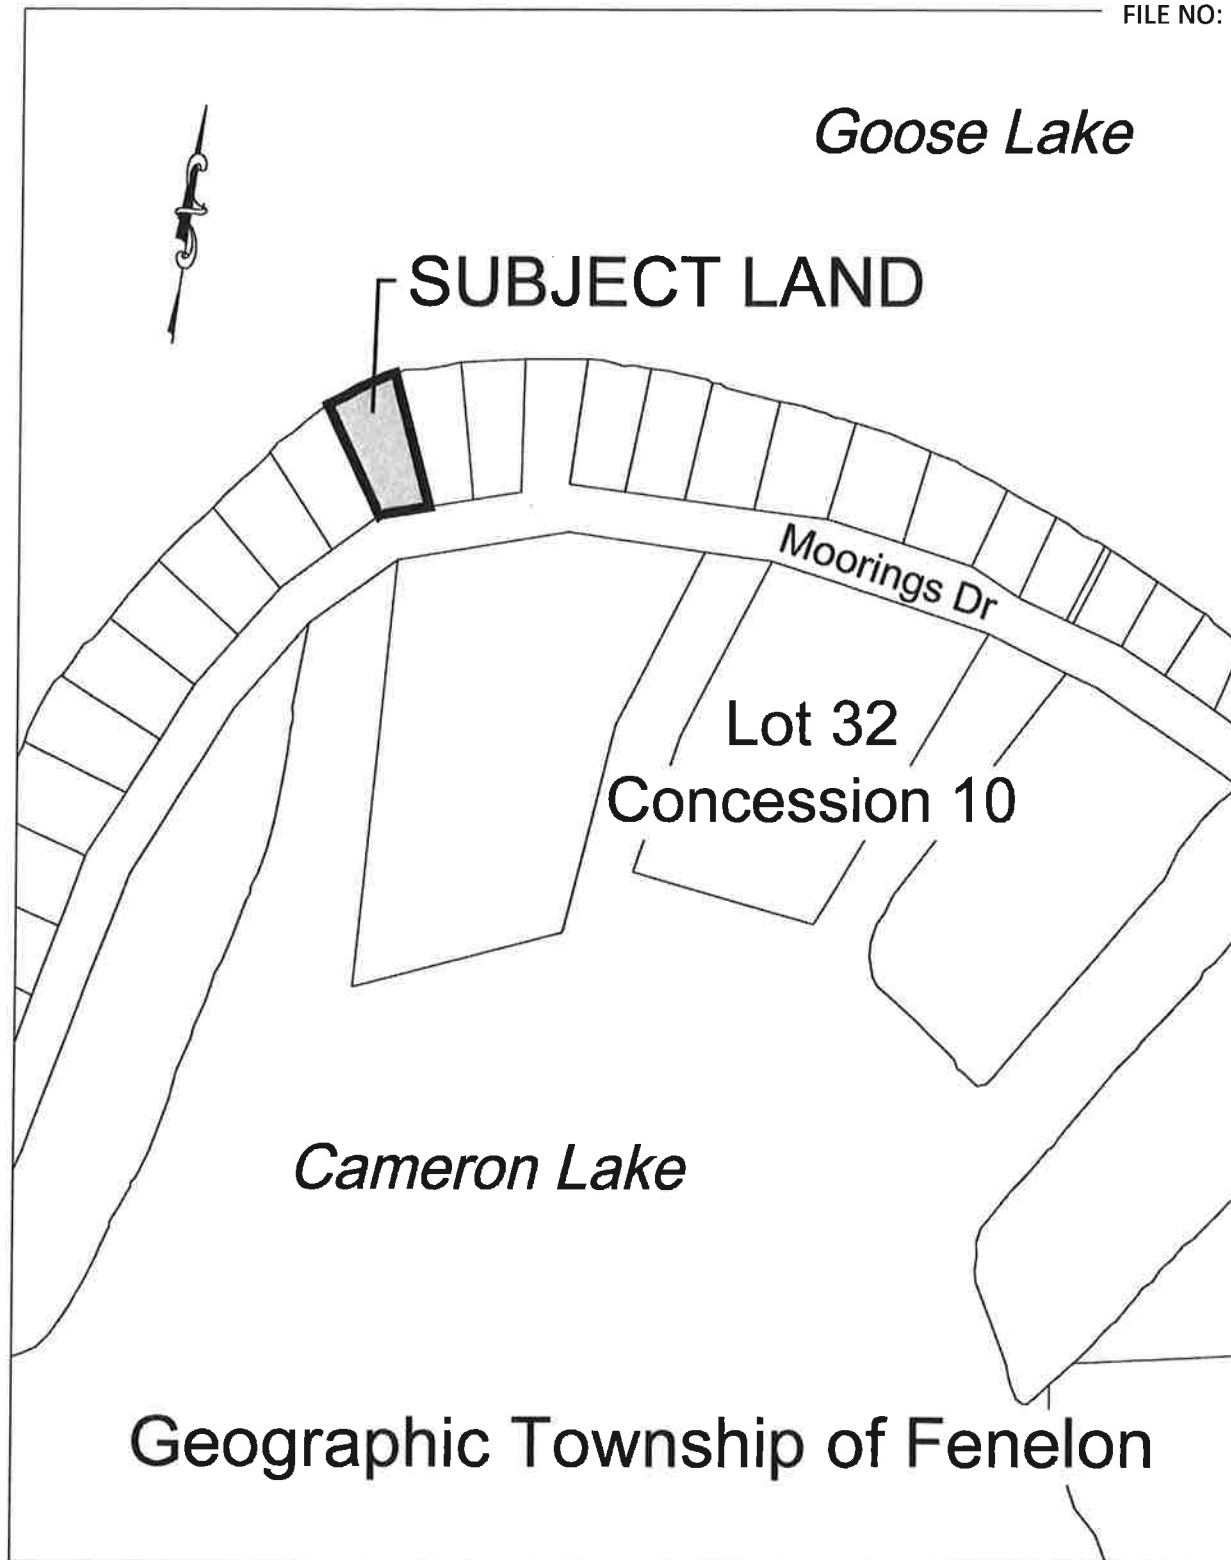 FILE NO:
Goose Lake
SUBJECT LAND
Moorings Dr
Lot 32
Concession 10
Cameron Lake
Geographic Township of Fenelon